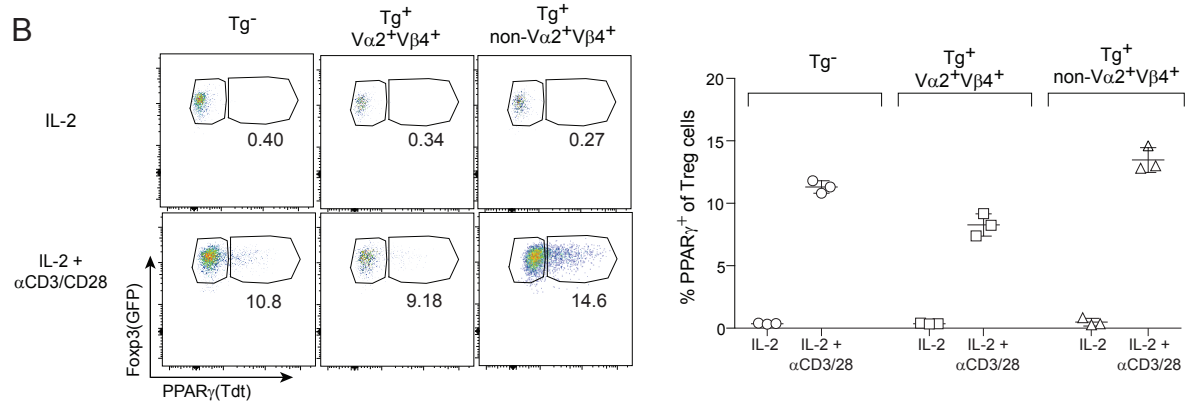 B
Tg-
Tg+
Vα2+Vβ4+
Tg+
non-Vα2+Vβ4+
IL-2
0.40
0.34
0.27
IL-2 +
αCD3/CD28
10.8
9.18
14.6
Foxp3(GFP)
PPARγ(Tdt)
Tg-
Tg+
Vα2+Vβ4+
Tg+
non-Vα2+Vβ4+
% PPARγ+ of Treg cells
20
15
10
5
0
IL-2
IL-2 +
αCD3/28
IL-2
IL-2 +
αCD3/28
IL-2
IL-2 +
αCD3/28